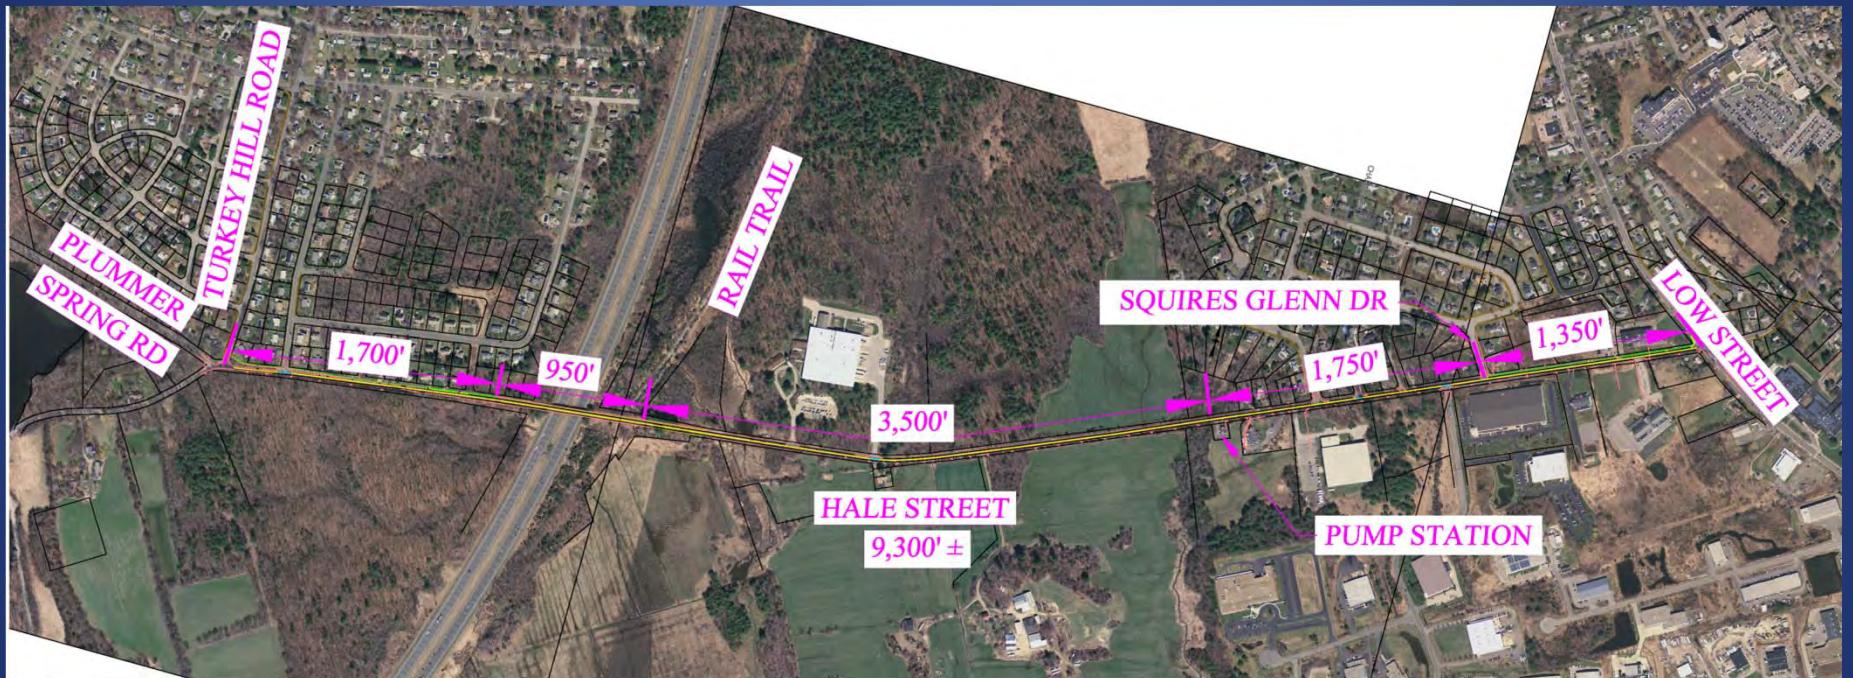 TURKEY HILL ROAD
PLUMMER
SPRING RD
1,700'
950'
RAIL TRAIL
3,500'
HALE STREET
9,300' ±
SQUIRES GLENN DR
1,750'
1,350'
LOW STREET
PUMP STATION